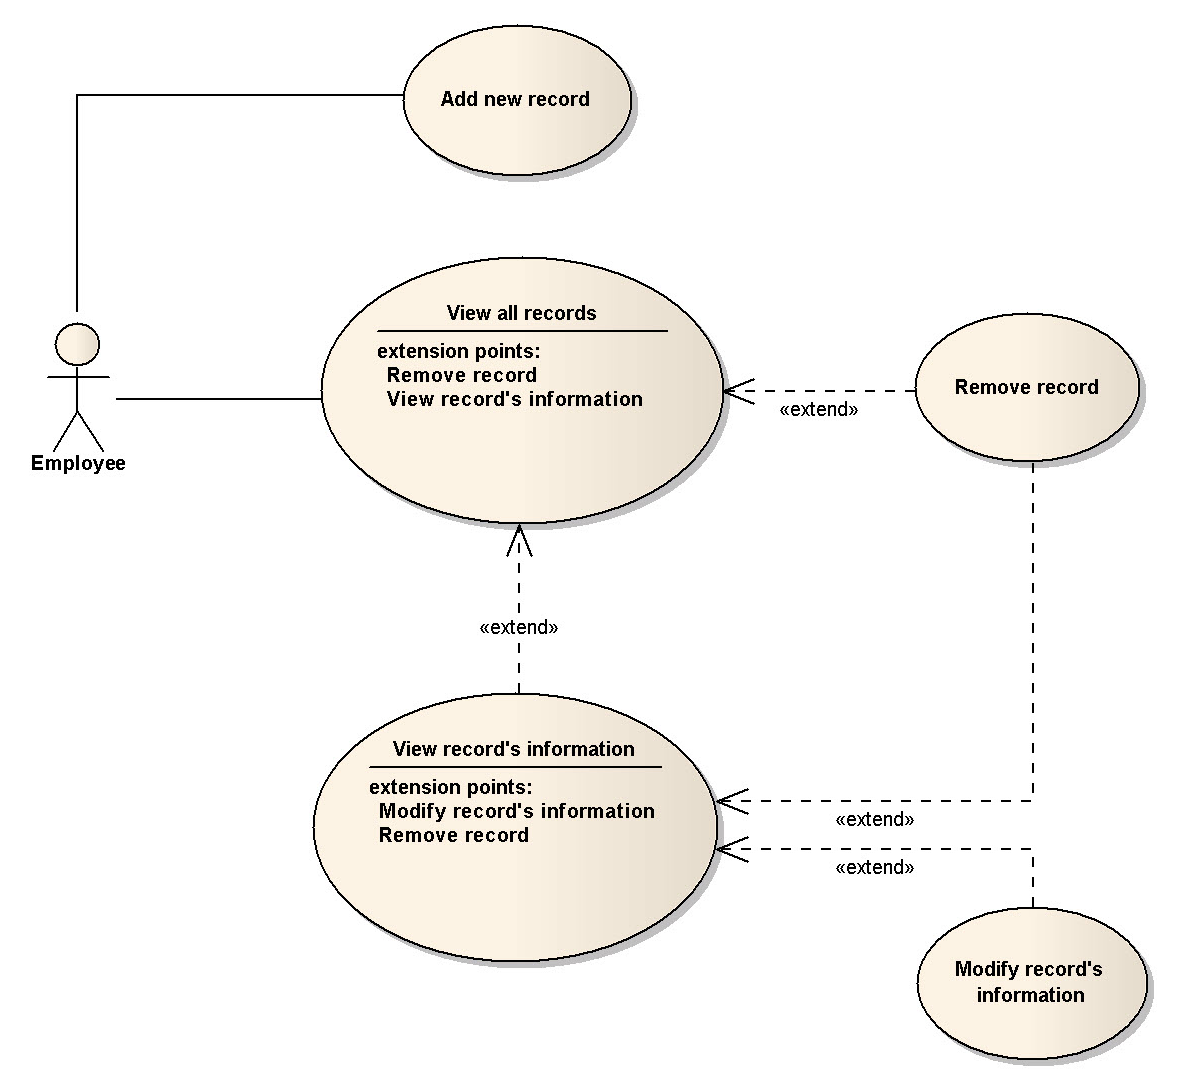 Add new record
View all records
extension points:
Remove record
View record's information
Remove record
«extend»
Employee
«extend»
View record's information
extension points:
Modify record's information
Remove record
«extend»
«extend»
Modify record's
information